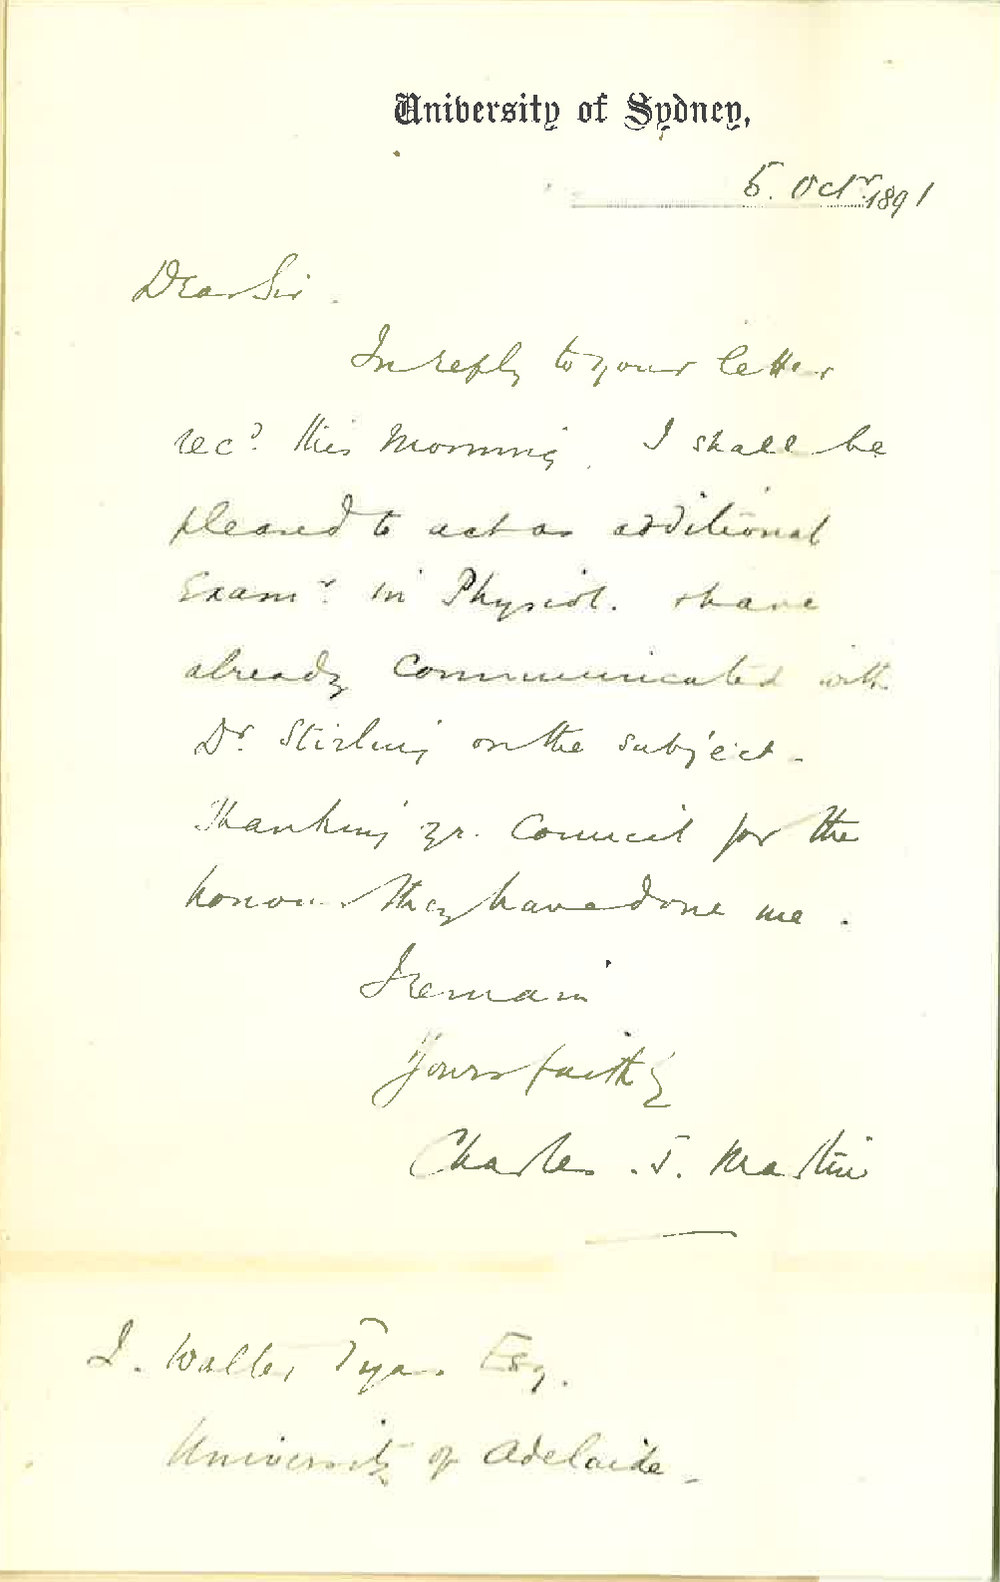 University of Sydney,
5. Octr. 1891
Dear Sir.
In reply to your letter
recd. this morning. I shall be
pleased to act as additional
Examr. in Physiol. & have
already communicated with
Dr. Stirling on the subject -
Thanking yr. Council for the
honour they have done me.
I remain
Yours faithly
Charles. J. Martin
J. Walter Tyas Esq.
University of Adelaide -